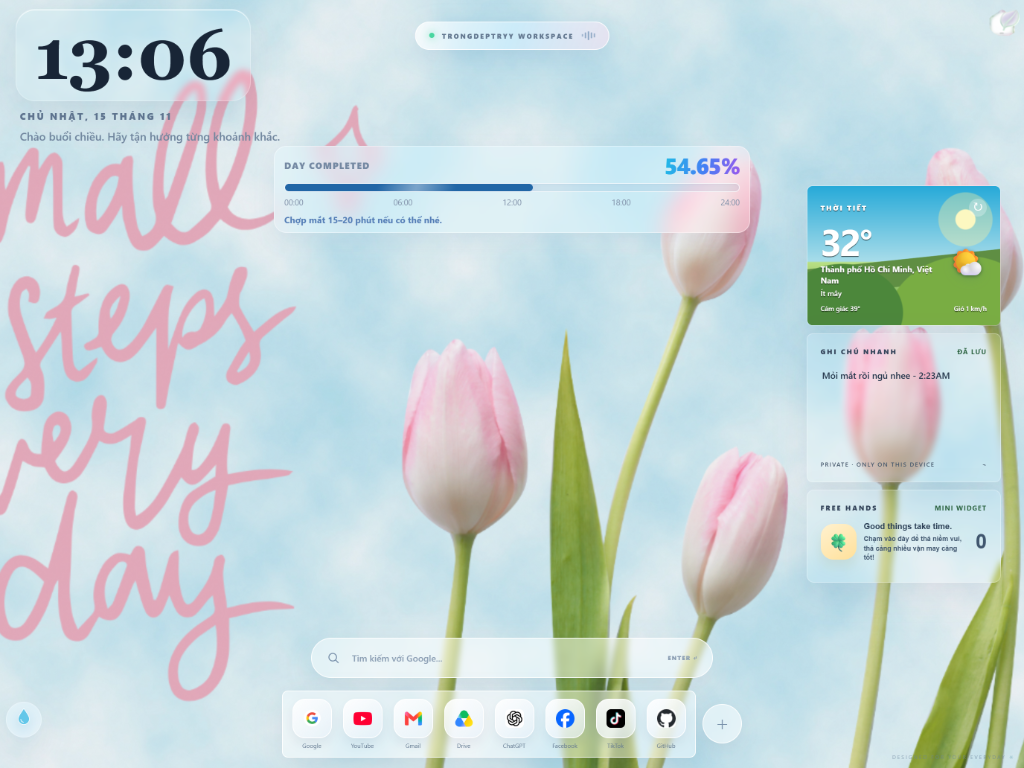 13:06
CHỦ NHẬT, 15 THÁNG 11
Chào buổi chiều. Hãy tận hưởng từng khoảnh khắc.
TRONGDEPTRYY WORKSPACE
DAY COMPLETED
54.65%
00:00 06:00 12:00 18:00 24:00
Chợp mắt 15–20 phút nếu có thể nhé.
mall
steps
very
day
THỜI TIẾT
32°
Thành phố Hồ Chí Minh, Việt
Nam
Ít mây
Cảm giác 39° Gió 1 km/h
GHI CHÚ NHANH ĐÃ LƯU
Mỏi mắt rồi ngủ nhee - 2:23AM
PRIVATE · ONLY ON THIS DEVICE
FREE HANDS MINI WIDGET
Good things take time.
Chạm vào đây để thả niềm vui,
thả càng nhiều vận may càng
tốt!
0
Tìm kiếm với Google...
ENTER
Google YouTube Gmail Drive ChatGPT Facebook TikTok GitHub